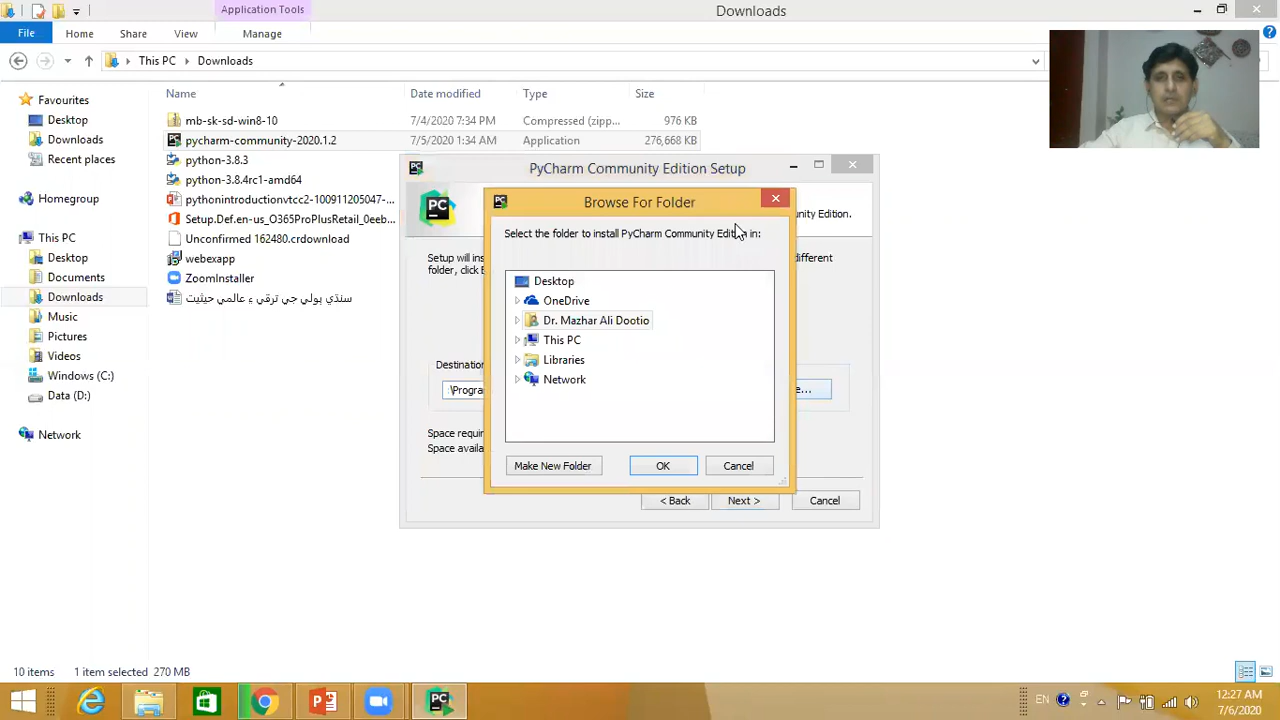 Application Tools
Downloads
File
Home
Share
View
Manage
This PC
Downloads
Name
Date modified
Type
Size
Favourites
Desktop
Downloads
Recent places
Homegroup
This PC
Desktop
Documents
Downloads
Music
Pictures
Videos
Windows (C:)
Data (D:)
Network
mb-sk-sd-win8-10
7/4/2020 7:34 PM
Compressed (zipp...
976 KB
pycharm-community-2020.1.2
7/5/2020 1:34 AM
Application
276,668 KB
python-3.8.3
python-3.8.4rc1-amd64
pythonintroductionvtcc2-100911205047-...
Setup.Def.en-us_O365ProPlusRetail_0eeb...
Unconfirmed 162480.crdownload
webexapp
ZoomInstaller
سنڌي ٻولي جي ترقي ۽ عالمي حيثيت
PyCharm Community Edition Setup
nity Edition.
Setup will ins
different
folder, click B
Destination
:\Progra
e...
Space requir
Space availa
< Back
Next >
Cancel
PC
Browse For Folder
Select the folder to install PyCharm Community Edition in:
Desktop
OneDrive
Dr. Mazhar Ali Dootio
This PC
Libraries
Network
Make New Folder
OK
Cancel
10 items
1 item selected
270 MB
EN
12:27 AM
7/6/2020